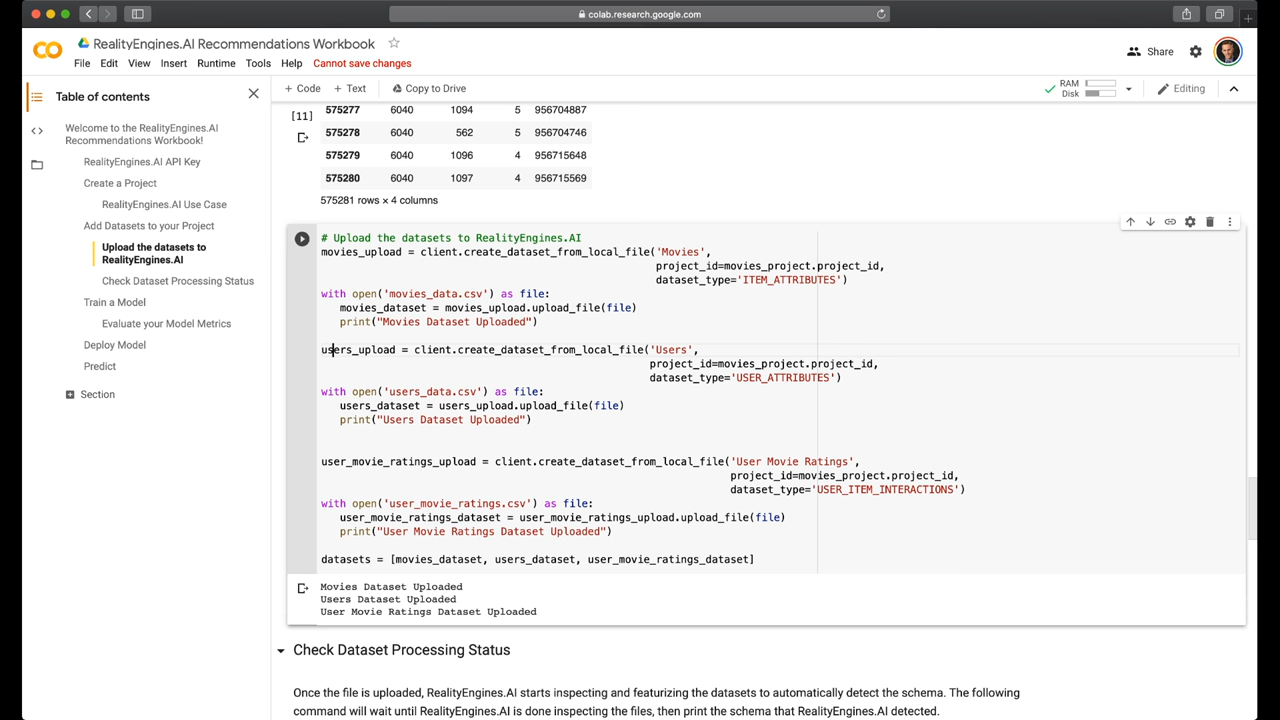 colab.research.google.com
RealityEngines.AI Recommendations Workbook
File Edit View Insert Runtime Tools Help Cannot save changes
Share
Table of contents
Welcome to the RealityEngines.AI
Recommendations Workbook!
RealityEngines.AI API Key
Create a Project
RealityEngines.AI Use Case
Add Datasets to your Project
Upload the datasets to
RealityEngines.AI
Check Dataset Processing Status
Train a Model
Evaluate your Model Metrics
Deploy Model
Predict
Section
+ Code + Text Copy to Drive
RAM
Disk
Editing
[11]
575277 6040 1094 5 956704887
575278 6040 562 5 956704746
575279 6040 1096 4 956715648
575280 6040 1097 4 956715569
575281 rows × 4 columns
# Upload the datasets to RealityEngines.AI
movies_upload = client.create_dataset_from_local_file('Movies',
project_id=movies_project.project_id,
dataset_type='ITEM_ATTRIBUTES')
with open('movies_data.csv') as file:
movies_dataset = movies_upload.upload_file(file)
print("Movies Dataset Uploaded")
users_upload = client.create_dataset_from_local_file('Users',
project_id=movies_project.project_id,
dataset_type='USER_ATTRIBUTES')
with open('users_data.csv') as file:
users_dataset = users_upload.upload_file(file)
print("Users Dataset Uploaded")
user_movie_ratings_upload = client.create_dataset_from_local_file('User Movie Ratings',
project_id=movies_project.project_id,
dataset_type='USER_ITEM_INTERACTIONS')
with open('user_movie_ratings.csv') as file:
user_movie_ratings_dataset = user_movie_ratings_upload.upload_file(file)
print("User Movie Ratings Dataset Uploaded")
datasets = [movies_dataset, users_dataset, user_movie_ratings_dataset]
Movies Dataset Uploaded
Users Dataset Uploaded
User Movie Ratings Dataset Uploaded
Check Dataset Processing Status
Once the file is uploaded, RealityEngines.AI starts inspecting and featurizing the datasets to automatically detect the schema. The following
command will wait until RealityEngines.AI is done inspecting the files, then print the schema that RealityEngines.AI detected.